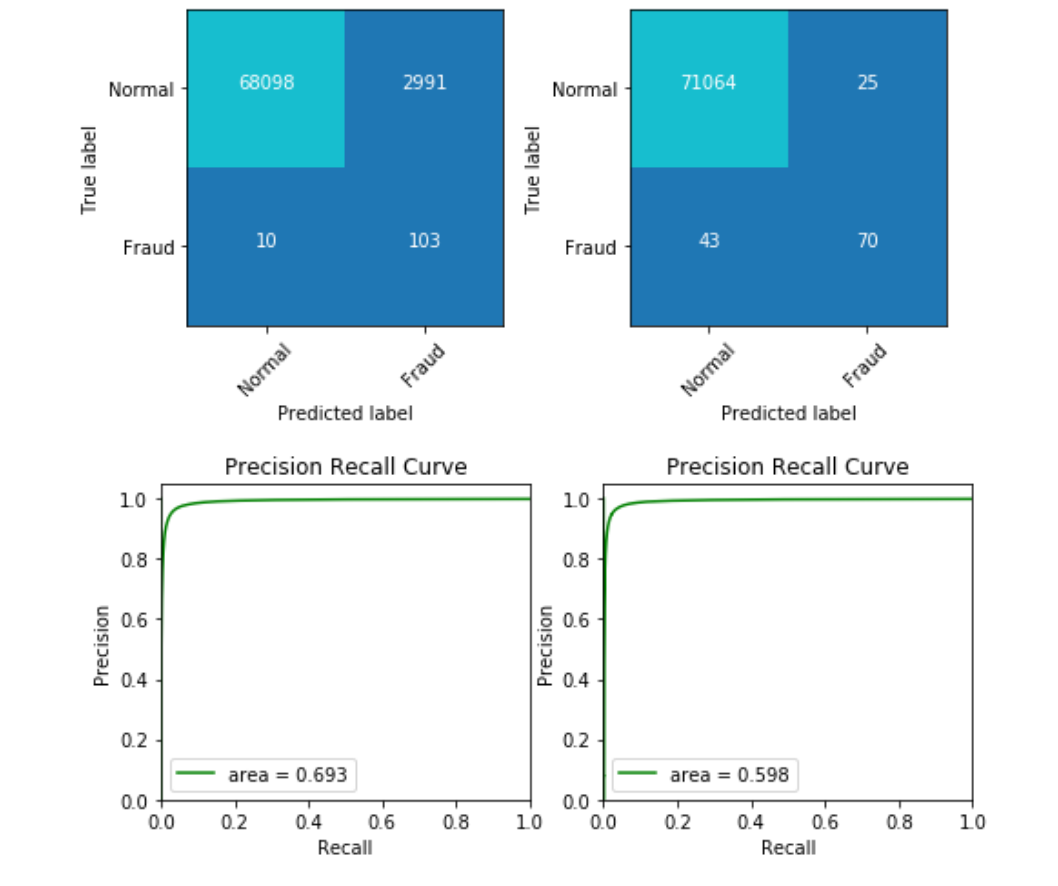 Normal
68098
2991
True label
Fraud
10
103
Normal
Fraud
Predicted label
Normal
71064
25
True label
Fraud
43
70
Normal
Fraud
Predicted label
Precision Recall Curve
1.0
0.8
0.6
Precision
0.4
0.2
0.0
area = 0.693
0.0 0.2 0.4 0.6 0.8 1.0
Recall
Precision Recall Curve
1.0
0.8
0.6
Precision
0.4
0.2
0.0
area = 0.598
0.0 0.2 0.4 0.6 0.8 1.0
Recall